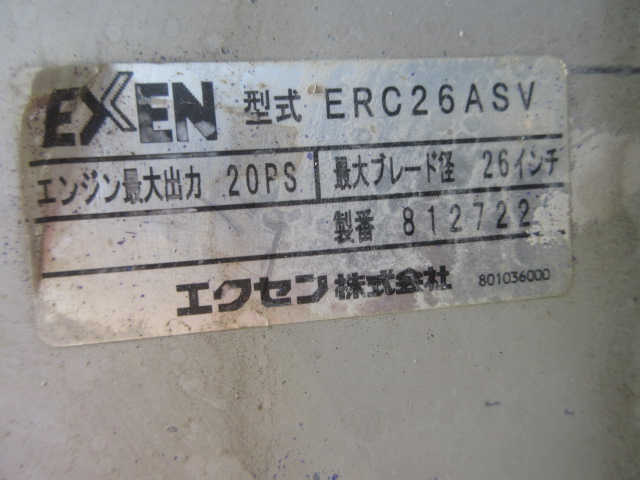 EXEN 型式 ERC26ASV
エンジン最大出力 20PS 最大ブレード径 26インチ
製番 812722
エクセン株式会社 801036000